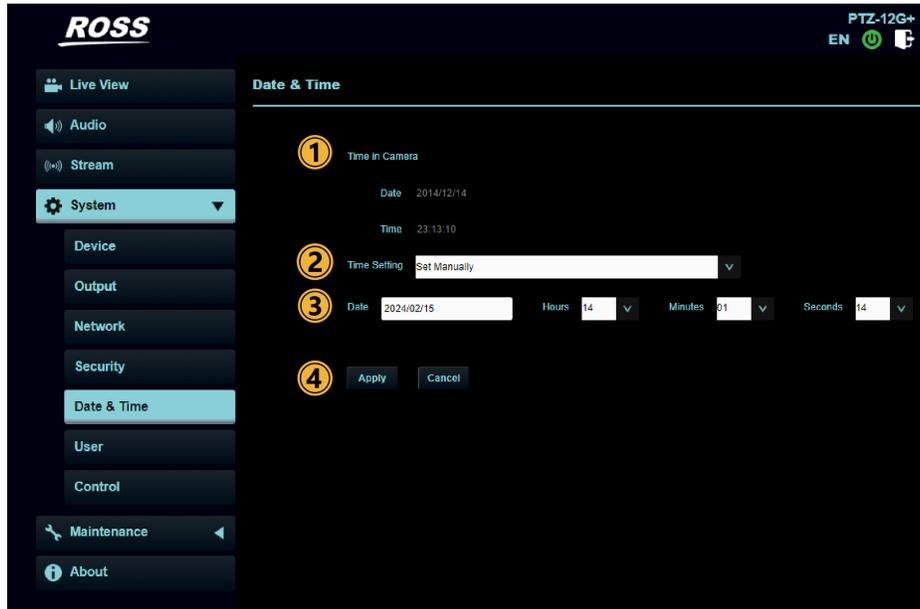 ROSS
PTZ-12G+
EN
Live View
Audio
Stream
System
Device
Output
Network
Security
Date & Time
User
Control
Maintenance
About
Date & Time
1 Time in Camera
Date 2014/12/14
Time 23:13:10
2 Time Setting Set Manually
3 Date 2024/02/15 Hours 14 Minutes 01 Seconds 14
4 Apply Cancel